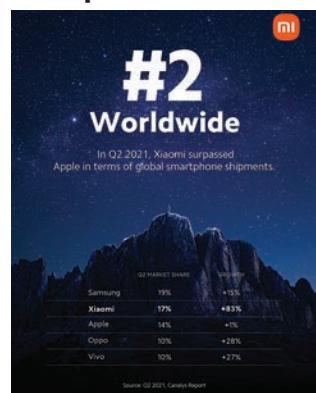 mi
#2
Worldwide
In Q2 2021, Xiaomi surpassed
Apple in terms of global smartphone shipments.
Q2 MARKET SHARE GROWTH
Samsung 19% +15%
Xiaomi 17% +83%
Apple 14% +1%
Oppo 10% +28%
Vivo 10% +27%
Source: Q2 2021, Canalys Report